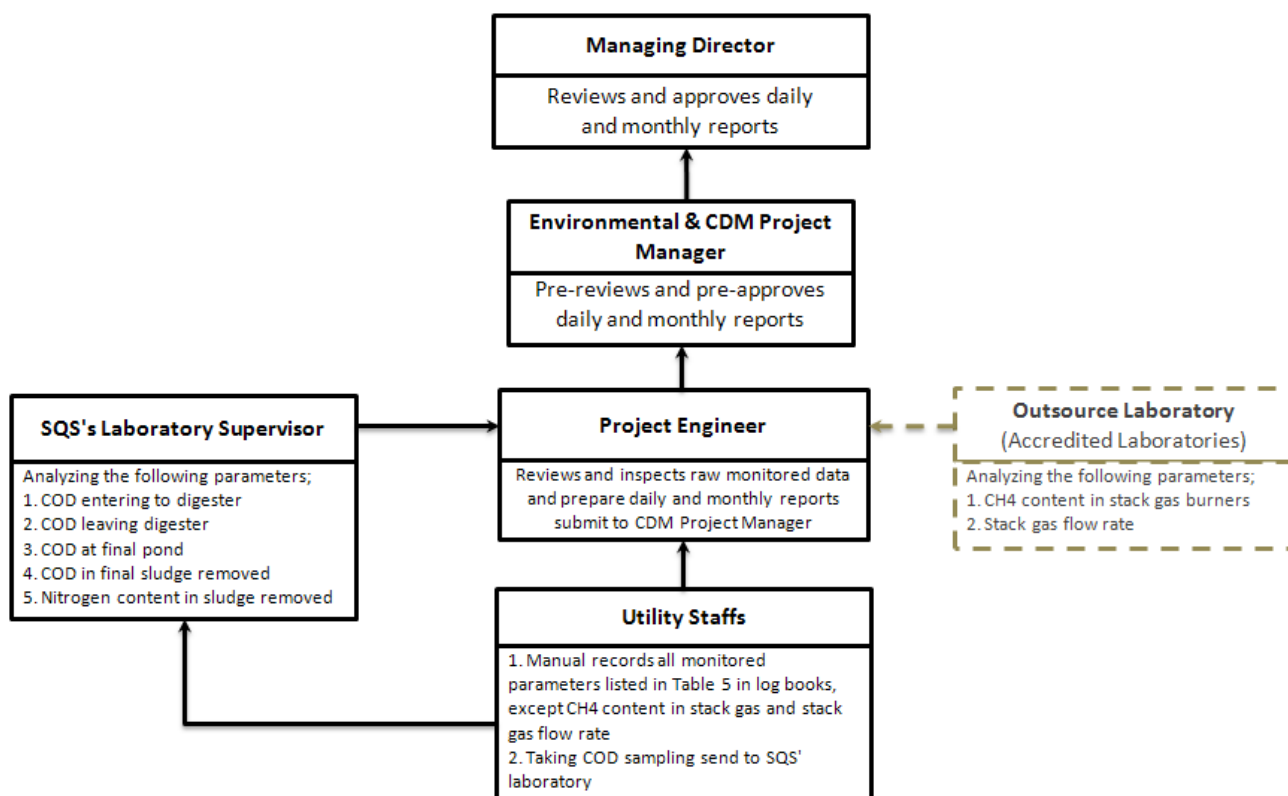 Managing Director
Reviews and approves daily
and monthly reports
Environmental & CDM Project
Manager
Pre-reviews and pre-approves
daily and monthly reports
SQS's Laboratory Supervisor
Analyzing the following parameters;
1. COD entering to digester
2. COD leaving digester
3. COD at final pond
4. COD in final sludge removed
5. Nitrogen content in sludge removed
Project Engineer
Reviews and inspects raw monitored data
and prepare daily and monthly reports
submit to CDM Project Manager
Outsource Laboratory
(Accredited Laboratories)
Analyzing the following parameters;
1. CH4 content in stack gas burners
2. Stack gas flow rate
Utility Staffs
1. Manual records all monitored
parameters listed in Table 5 in log books,
except CH4 content in stack gas and stack
gas flow rate
2. Taking COD sampling send to SQS'
laboratory